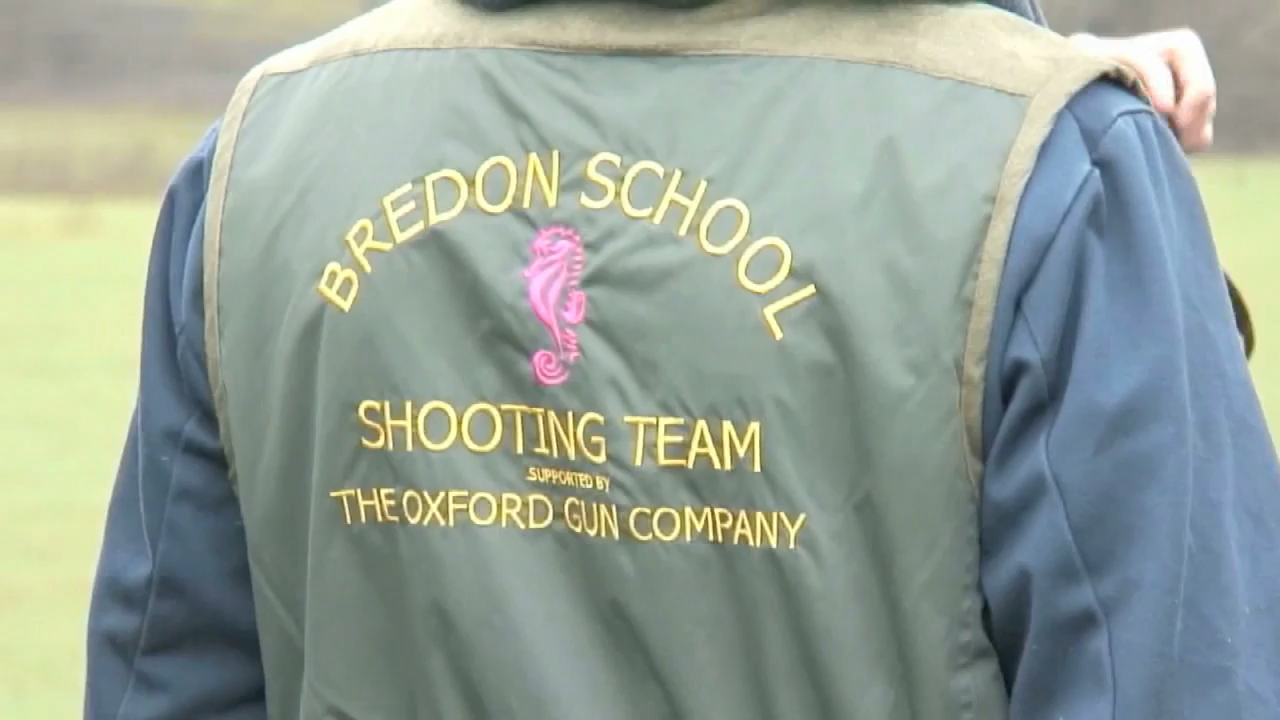 BREDON SCHOOL
SHOOTING TEAM
SUPPORTED BY
THE OXFORD GUN COMPANY